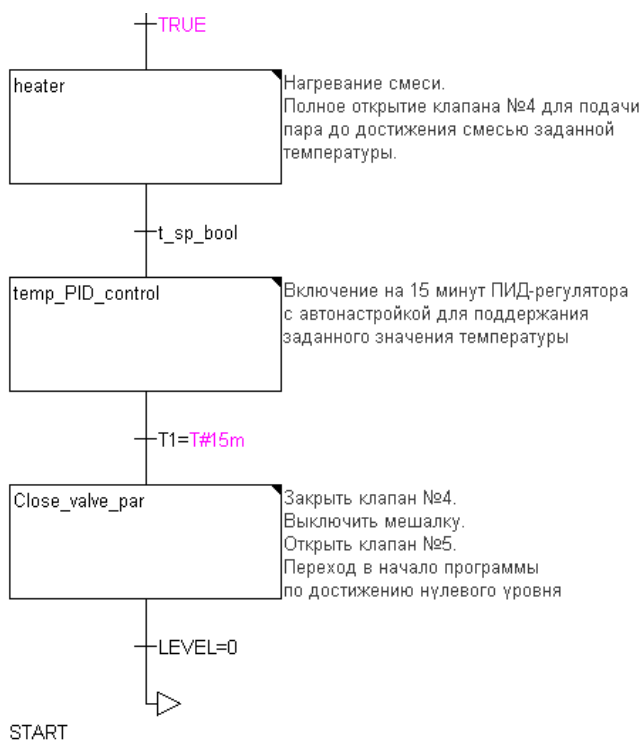 TRUE
heater
Нагревание смеси.
Полное открытие клапана №4 для подачи
пара до достижения смесью заданной
температуры.
t_sp_bool
temp_PID_control
Включение на 15 минут ПИД-регулятора
с автонастройкой для поддержания
заданного значения температуры
T1=T#15m
Close_valve_par
Закрыть клапан №4.
Выключить мешалку.
Открыть клапан №5.
Переход в начало программы
по достижению нулевого уровня
LEVEL=0
START